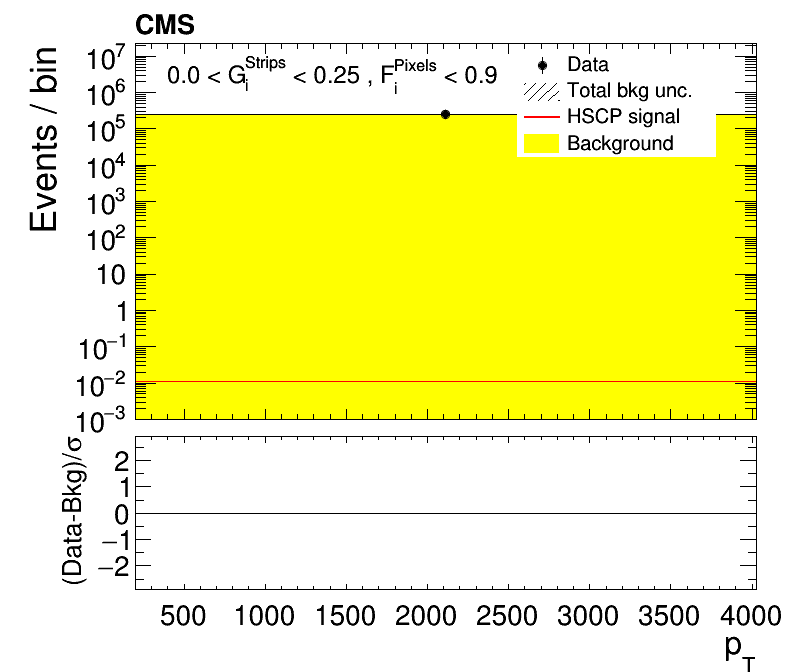 CMS
Events / bin
10^7
10^6
10^5
10^4
10^3
10^2
10
1
10^−1
10^−2
10^−3
0.0 < G_i^Strips < 0.25 , F_i^Pixels < 0.9
Data
Total bkg unc.
HSCP signal
Background
(Data-Bkg)/σ
2
1
0
−1
−2
500 1000 1500 2000 2500 3000 3500 4000
p_T